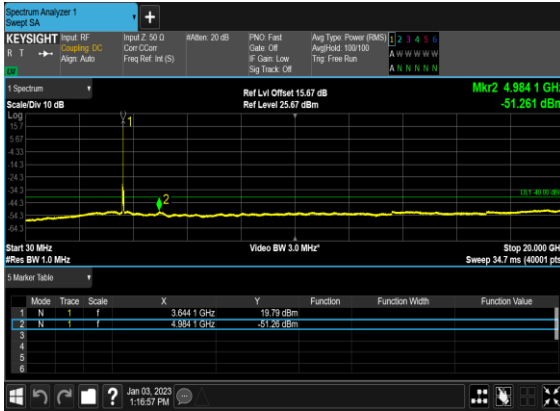 Spectrum Analyzer 1
Swept SA
+
KEYSIGHT Input: RF Input Z: 50 Ω #Atten: 20 dB PNO: Fast Avg Type: Power (RMS) 1 2 3 4 5 6
R T Coupling: DC Corr CCorr Gate: Off Avg|Hold: 100/100 A W W W W W
Align: Auto Freq Ref: Int (S) IF Gain: Low Trig: Free Run
Sig Track: Off A N N N N N
1 Spectrum Ref Lvl Offset 15.67 dB Mkr2 4.984 1 GHz
Scale/Div 10 dB Ref Level 25.67 dBm -51.261 dBm
Log
15.7
5.67
-4.33
-14.3
-24.3
-34.3
-44.3
-54.3
-64.3
1
2
DL1 -40.00 dBm
Start 30 MHz Video BW 3.0 MHz* Stop 20.000 GHz
#Res BW 1.0 MHz Sweep 34.7 ms (40001 pts)
5 Marker Table
Mode Trace Scale X Y Function Function Width Function Value
1 N 1 f 3.644 1 GHz 19.79 dBm
2 N 1 f 4.984 1 GHz -51.26 dBm
3
4
5
6
? Jan 03, 2023
1:16:57 PM